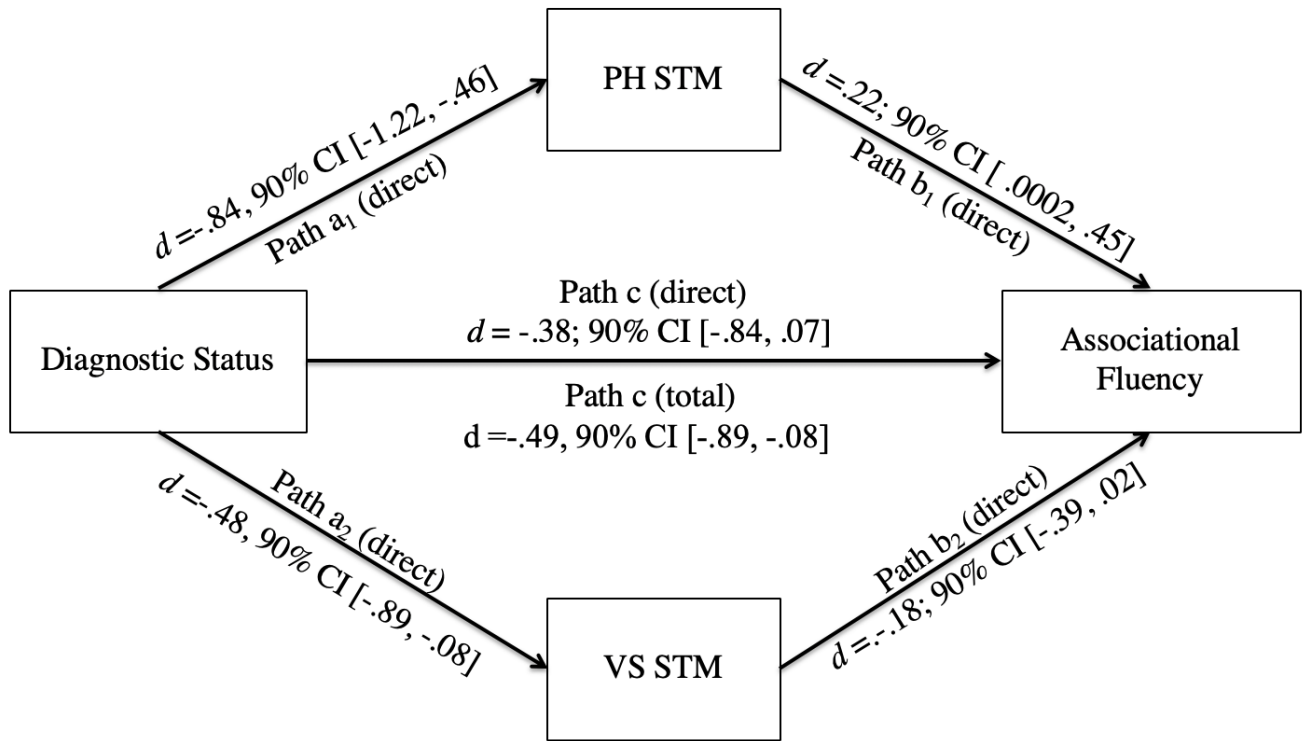 PH STM
d =-.84, 90% CI [-1.22, -.46]
Path a₁ (direct)
d =.22; 90% CI [ .0002, .45]
Path b₁ (direct)
Diagnostic Status
Path c (direct)
d = -.38; 90% CI [-.84, .07]
Path c (total)
d =-.49, 90% CI [-.89, -.08]
Associational
Fluency
Path a₂ (direct)
d =-.48, 90% CI [-.89, -.08]
Path b₂ (direct)
d =.-.18; 90% CI [-.39, .02]
VS STM